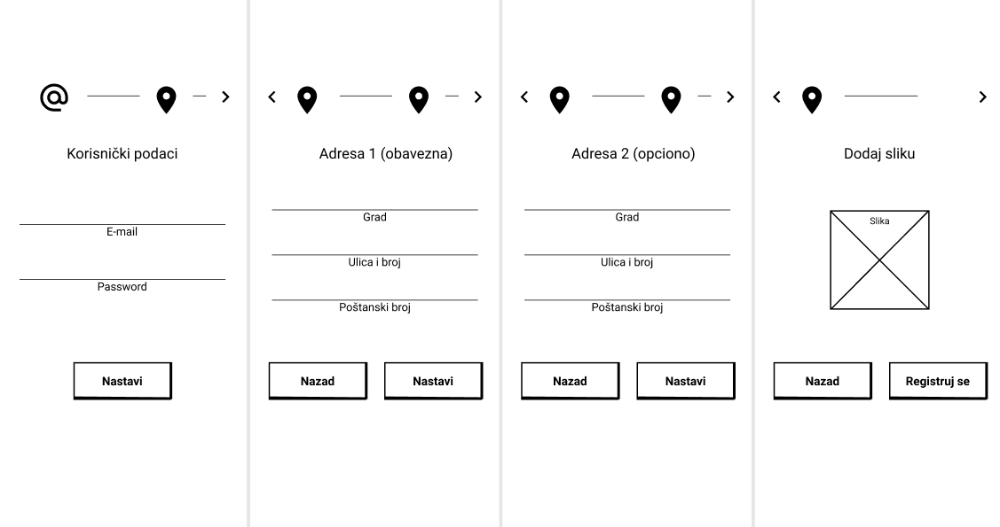 Korisnički podaci
E-mail
Password
Nastavi
Adresa 1 (obavezna)
Grad
Ulica i broj
Poštanski broj
Nazad
Nastavi
Adresa 2 (opciono)
Grad
Ulica i broj
Poštanski broj
Nazad
Nastavi
Dodaj sliku
Slika
Nazad
Registruj se